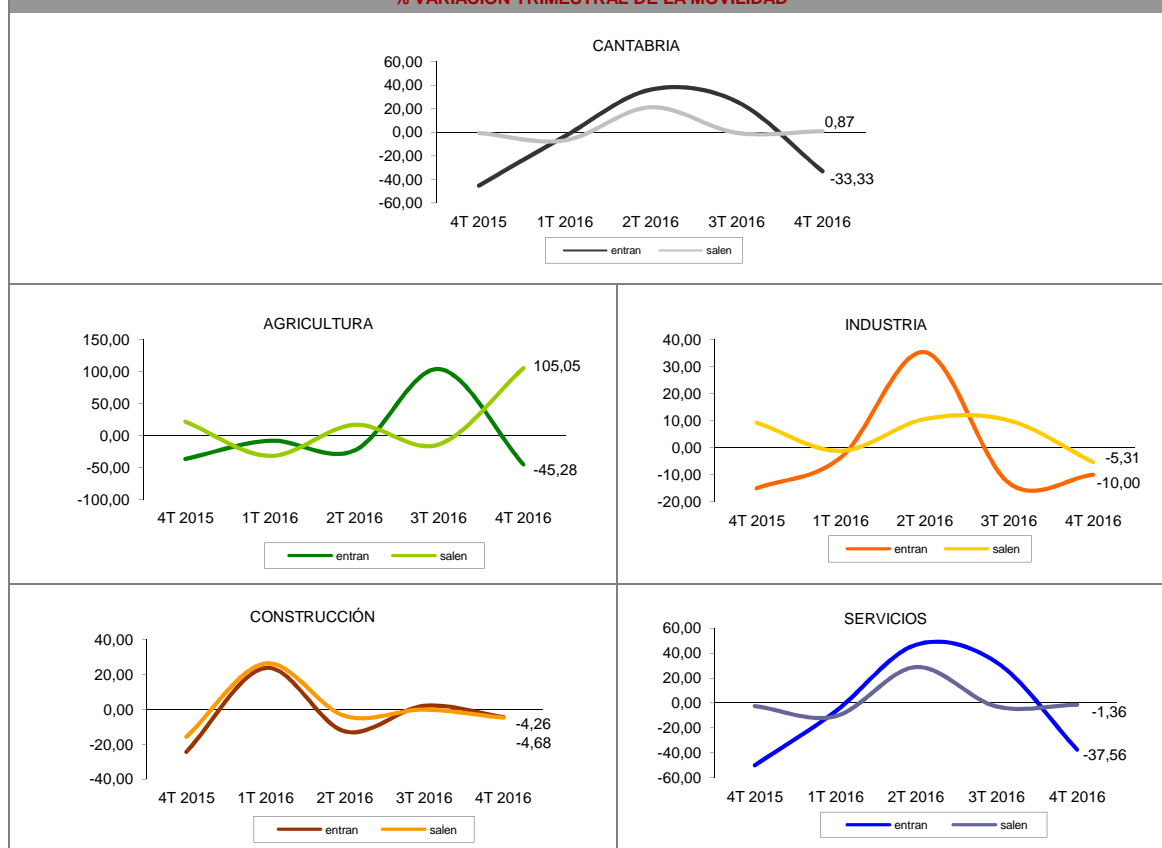 % VARIACIÓN TRIMESTRAL DE LA MOVILIDAD
CANTABRIA
60,00
40,00
20,00
0,00
-20,00
-40,00
-60,00
0,87
-33,33
4T 2015 1T 2016 2T 2016 3T 2016 4T 2016
entran salen
AGRICULTURA
150,00
100,00
50,00
0,00
-50,00
-100,00
105,05
-45,28
4T 2015 1T 2016 2T 2016 3T 2016 4T 2016
entran salen
INDUSTRIA
40,00
30,00
20,00
10,00
0,00
-10,00
-20,00
-5,31
-10,00
4T 2015 1T 2016 2T 2016 3T 2016 4T 2016
entran salen
CONSTRUCCIÓN
40,00
20,00
0,00
-20,00
-40,00
-4,26
-4,68
4T 2015 1T 2016 2T 2016 3T 2016 4T 2016
entran salen
SERVICIOS
60,00
40,00
20,00
0,00
-20,00
-40,00
-60,00
-1,36
-37,56
4T 2015 1T 2016 2T 2016 3T 2016 4T 2016
entran salen